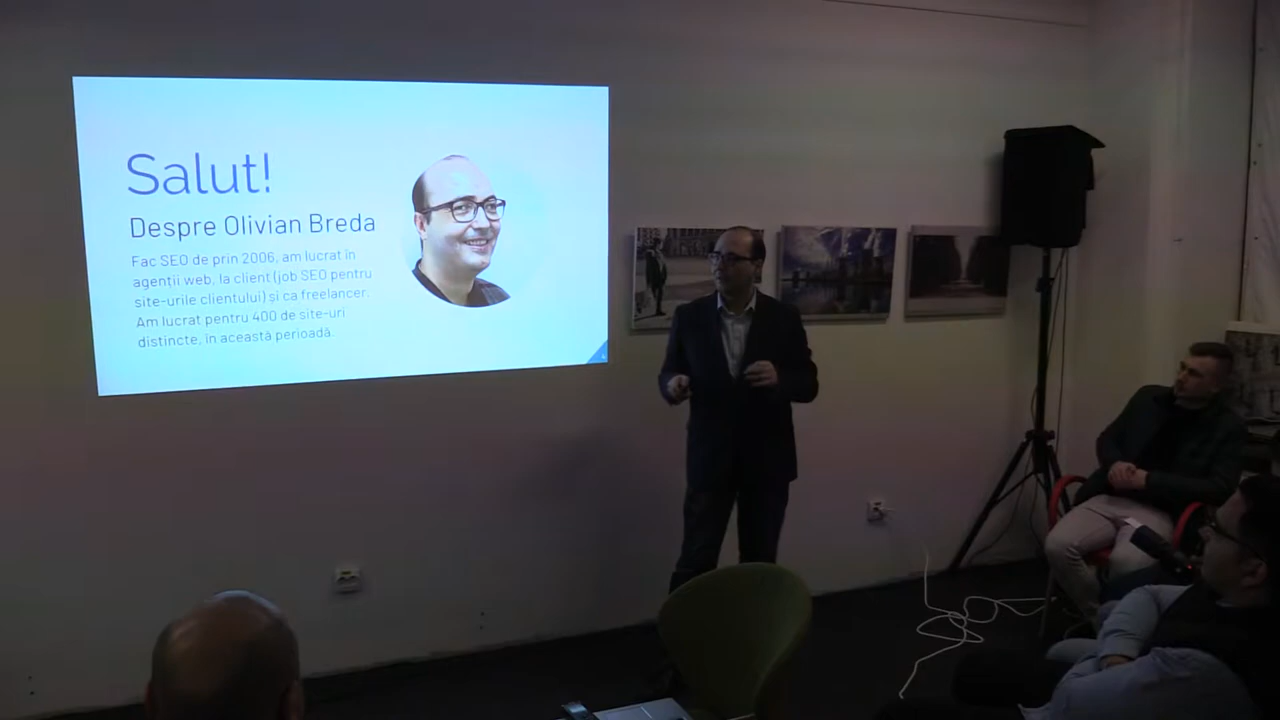 Salut!
Despre Olivian Breda
Fac SEO de prin 2006, am lucrat în
agenții web, la client (job SEO pentru
site-urile clientului) și ca freelancer.
Am lucrat pentru 400 de site-uri
distincte, în această perioadă.